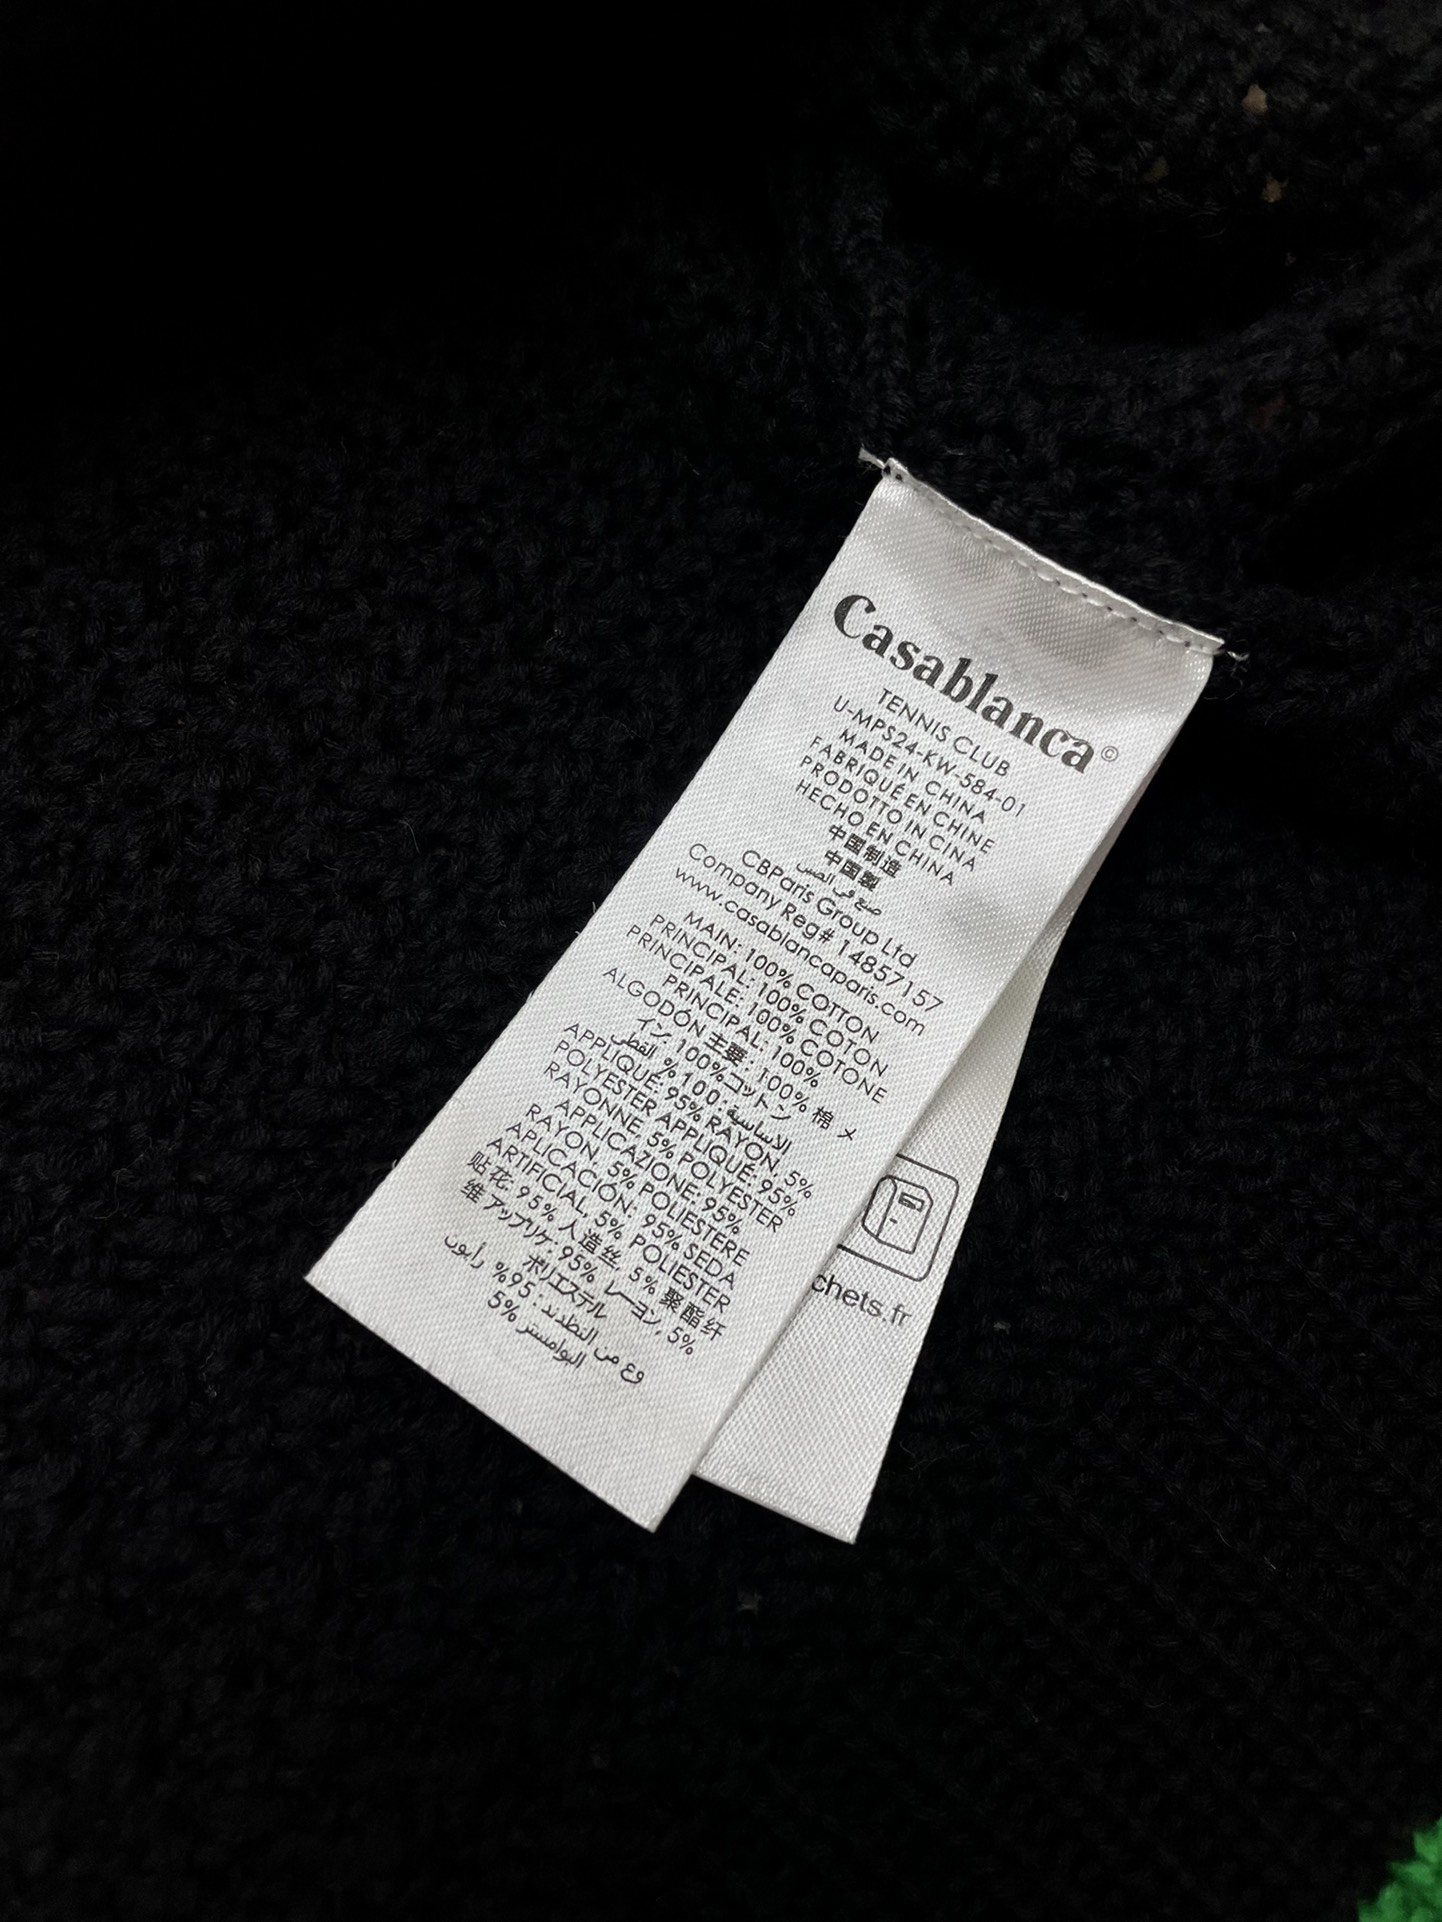 Casablanca©
TENNIS CLUB
U-MPS24-KW-584-01
MADE IN CHINA
FABRIQUÉ EN CHINE
PRODOTTO IN CINA
HECHO EN CHINA
中国制造
中国製
صنع في الصين
CBParis Group Ltd
Company Reg# 14857157
www.casablancaparis.com
MAIN: 100% COTTON
PRINCIPAL: 100% COTON
PRINCIPALE: 100% COTONE
PRINCIPAL: 100%
ALGODÓN 主要: 100% 棉 メ
イン: 100%コットン
الاساسية: 100% القطن
APPLIQUE: 95% RAYON, 5%
POLYESTER APPLIQUÉ: 95%
RAYONNE, 5% POLYESTER
APPLICAZIONE: 95%
RAYON, 5% POLIESTERE
APLICACIÓN: 95% SEDA
ARTIFICIAL, 5% POLIESTER
贴花: 95% 人造丝, 5% 聚酯纤
维 アップリケ: 95% レーヨン, 5%
ポリエステル
وع من التطدند: 95% رأيون
5% البوامستر
chets.fr